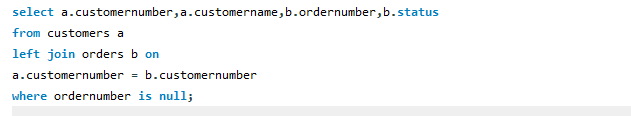 select a.customernumber,a.customername,b.ordernumber,b.status
from customers a
left join orders b on
a.customernumber = b.customernumber
where ordernumber is null;